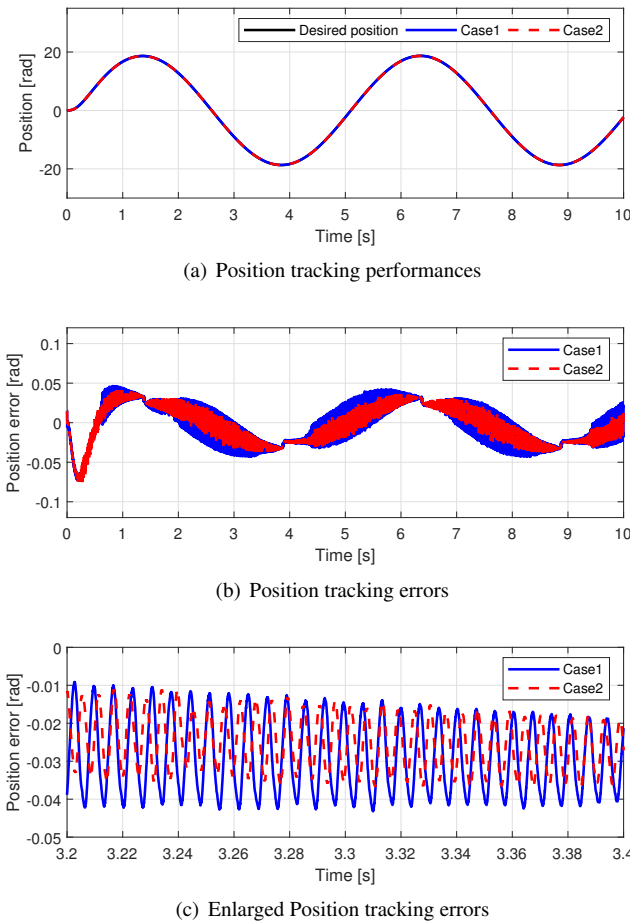 Desired position Case1 Case2
20
0
-20
Position [rad]
0 1 2 3 4 5 6 7 8 9 10
Time [s]
(a) Position tracking performances
Case1
Case2
0.1
0.05
0
-0.05
-0.1
Position error [rad]
0 1 2 3 4 5 6 7 8 9 10
Time [s]
(b) Position tracking errors
Case1
Case2
0
-0.01
-0.02
-0.03
-0.04
-0.05
Position error [rad]
3.2 3.22 3.24 3.26 3.28 3.3 3.32 3.34 3.36 3.38 3.4
Time [s]
(c) Enlarged Position tracking errors